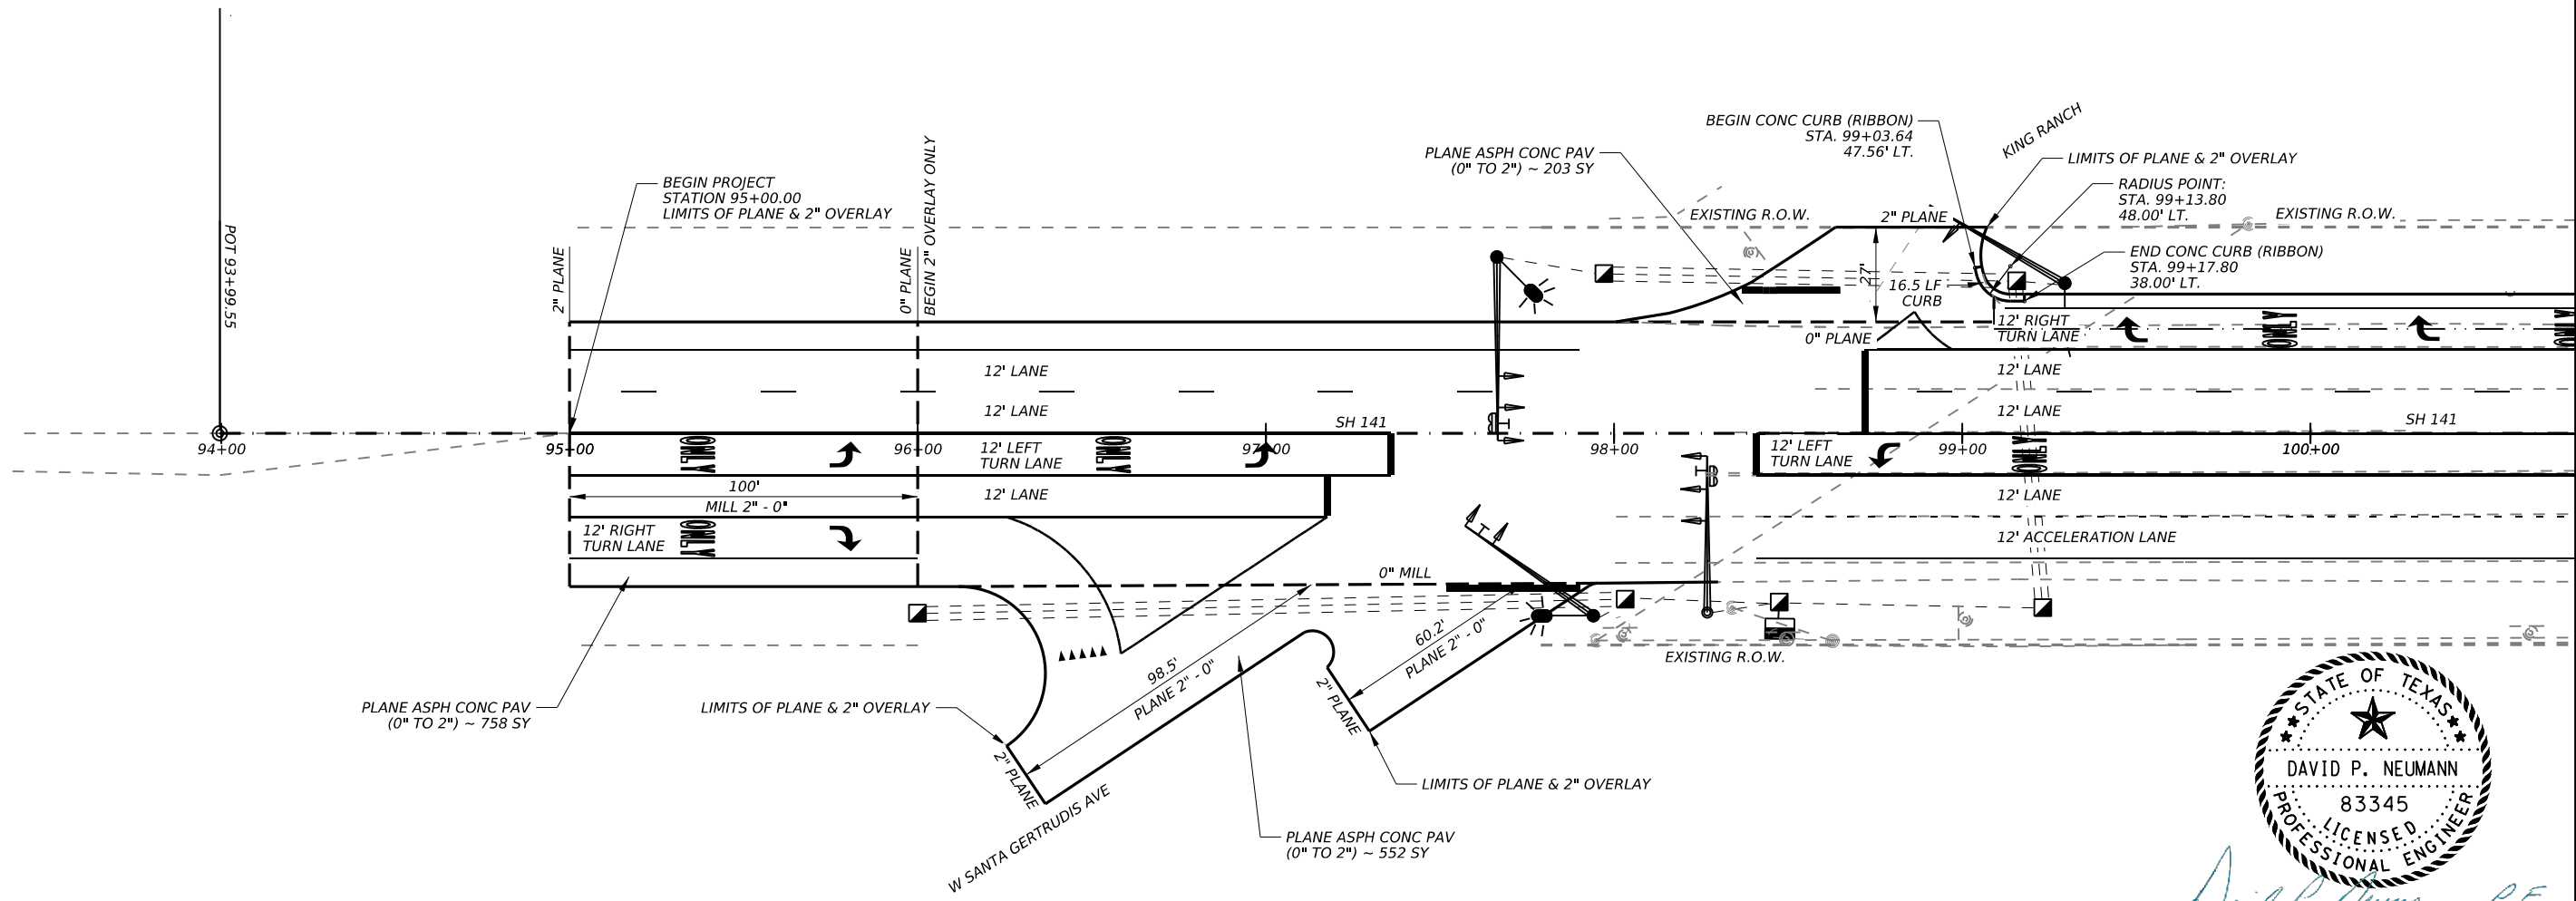 POT 93+99.55
94+00
BEGIN PROJECT
STATION 95+00.00
LIMITS OF PLANE & 2" OVERLAY
2" PLANE
0" PLANE
BEGIN 2" OVERLAY ONLY
95+00
96+00
97+00
98+00
99+00
100+00
12' LANE
12' LANE
12' LEFT
TURN LANE
12' LANE
SH 141
ONLY
ONLY
ONLY
100'
MILL 2" - 0"
12' RIGHT
TURN LANE
PLANE ASPH CONC PAV
(0" TO 2") ~ 758 SY
LIMITS OF PLANE & 2" OVERLAY
2" PLANE
W SANTA GERTRUDIS AVE
98.5'
PLANE 2" - 0"
0" MILL
60.2'
PLANE 2" - 0"
2" PLANE
LIMITS OF PLANE & 2" OVERLAY
PLANE ASPH CONC PAV
(0" TO 2") ~ 552 SY
EXISTING R.O.W.
PLANE ASPH CONC PAV
(0" TO 2") ~ 203 SY
EXISTING R.O.W.
BEGIN CONC CURB (RIBBON)
STA. 99+03.64
47.56' LT.
KING RANCH
LIMITS OF PLANE & 2" OVERLAY
RADIUS POINT:
STA. 99+13.80
48.00' LT.
EXISTING R.O.W.
END CONC CURB (RIBBON)
STA. 99+17.80
38.00' LT.
2" PLANE
27'
16.5 LF
CURB
0" PLANE
12' RIGHT
TURN LANE
ONLY
12' LANE
12' LANE
SH 141
12' LEFT
TURN LANE
ONLY
12' LANE
12' ACCELERATION LANE
STATE OF TEXAS
DAVID P. NEUMANN
83345
LICENSED
PROFESSIONAL ENGINEER